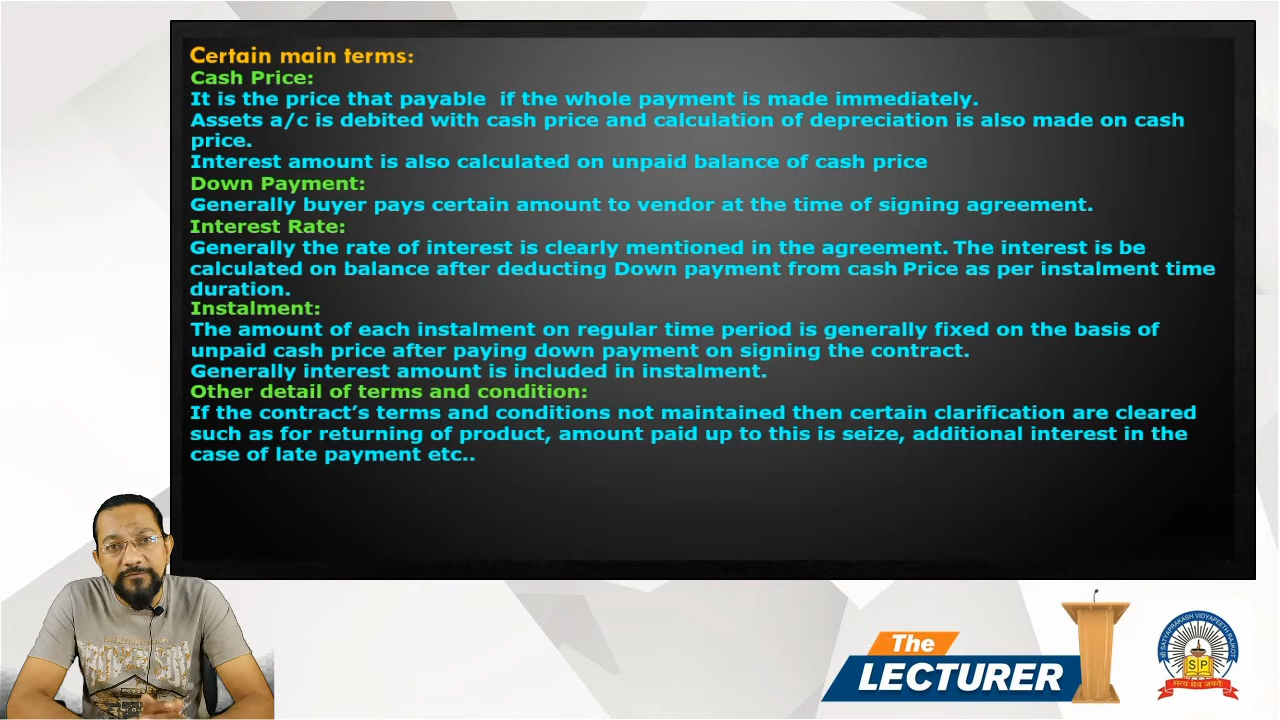 Certain main terms:
Cash Price:
It is the price that payable  if the whole payment is made immediately.
Assets a/c is debited with cash price and calculation of depreciation is also made on cash
price.
Interest amount is also calculated on unpaid balance of cash price
Down Payment:
Generally buyer pays certain amount to vendor at the time of signing agreement.
Interest Rate:
Generally the rate of interest is clearly mentioned in the agreement. The interest is be
calculated on balance after deducting Down payment from cash Price as per instalment time
duration.
Instalment:
The amount of each instalment on regular time period is generally fixed on the basis of
unpaid cash price after paying down payment on signing the contract.
Generally interest amount is included in instalment.
Other detail of terms and condition:
If the contract's terms and conditions not maintained then certain clarification are cleared
such as for returning of product, amount paid up to this is seize, additional interest in the
case of late payment etc..
The
LECTURER
SATYAPRAKASH VIDYAPEETH RAJKOT
SP
सत्य मेव जयते